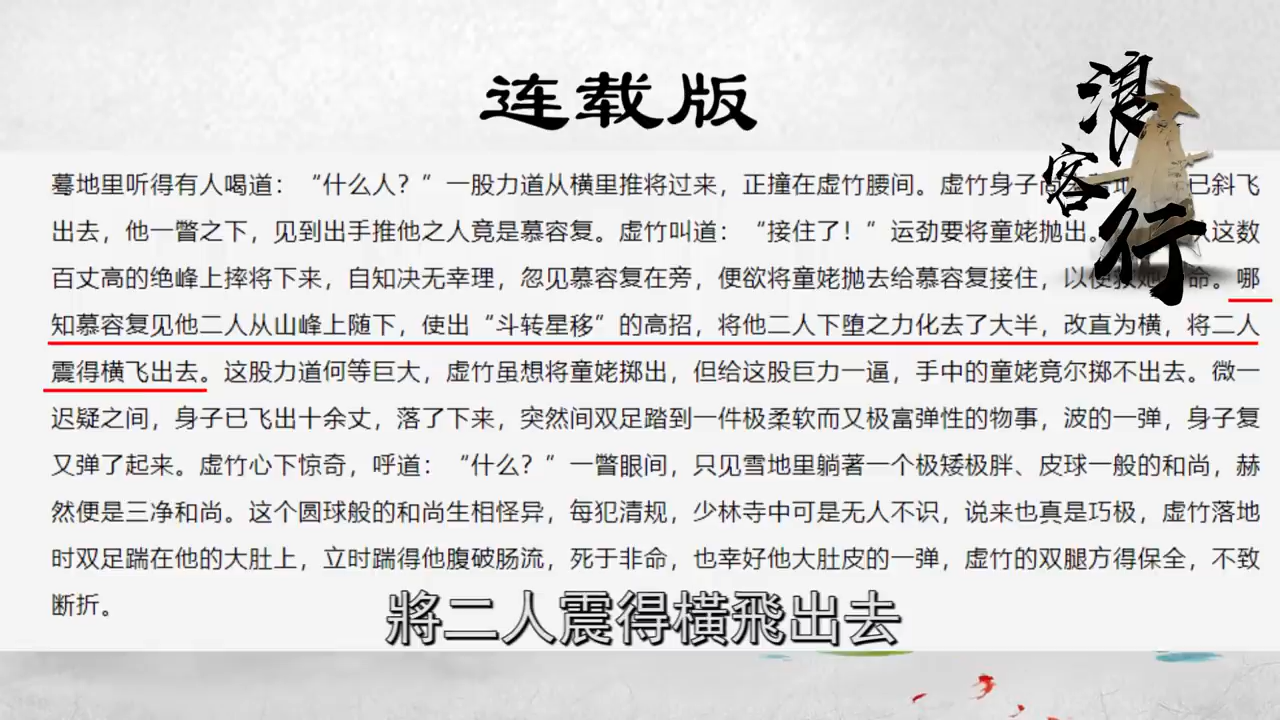 连载版
浪客行
蓦地里听得有人喝道：“什么人？”一股力道从横里推将过来，正撞在虚竹腰间。虚竹身子尚 地 已斜飞
出去，他一瞥之下，见到出手推他之人竟是慕容复。虚竹叫道：“接住了！”运劲要将童姥抛出。 从这数
百丈高的绝峰上摔将下来，自知决无幸理，忽见慕容复在旁，便欲将童姥抛去给慕容复接住，以便救她 命。哪
知慕容复见他二人从山峰上随下，使出“斗转星移”的高招，将他二人下堕之力化去了大半，改直为横，将二人
震得横飞出去。这股力道何等巨大，虚竹虽想将童姥掷出，但给这股巨力一逼，手中的童姥竟尔掷不出去。微一
迟疑之间，身子已飞出十余丈，落了下来，突然间双足踏到一件极柔软而又极富弹性的物事，波的一弹，身子复
又弹了起来。虚竹心下惊奇，呼道：“什么？”一瞥眼间，只见雪地里躺著一个极矮极胖、皮球一般的和尚，赫
然便是三净和尚。这个圆球般的和尚生相怪异，每犯清规，少林寺中可是无人不识，说来也真是巧极，虚竹落地
时双足踹在他的大肚上，立时踹得他腹破肠流，死于非命，也幸好他大肚皮的一弹，虚竹的双腿方得保全，不致
断折。
將二人震得橫飛出去